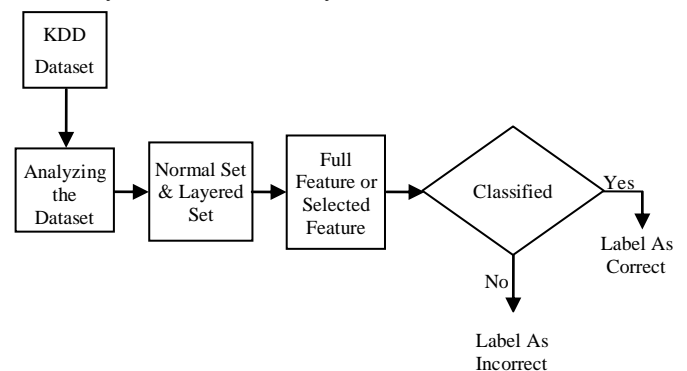 KDD
Dataset
Analyzing
the
Dataset
Normal Set
& Layered
Set
Full
Feature or
Selected
Feature
Classified
Yes
Label As
Correct
No
Label As
Incorrect